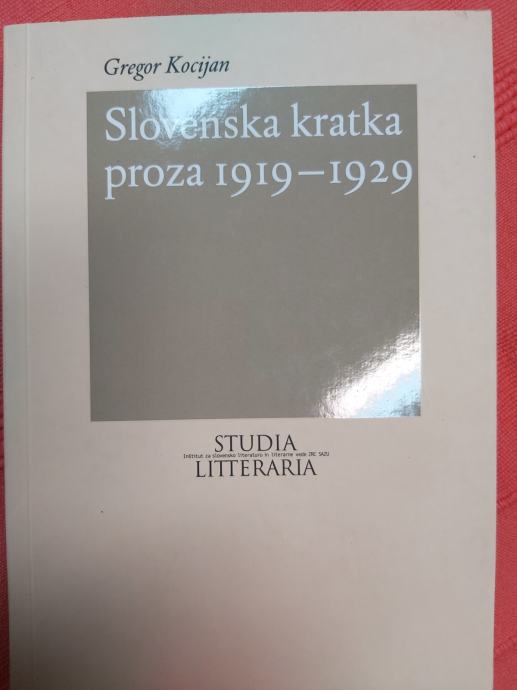 Gregor Kocijan
Slovenska kratka
proza 1919–1929
STUDIA
Inštitut za slovensko literaturo in literarne vede ZRC SAZU
LITTERARIA